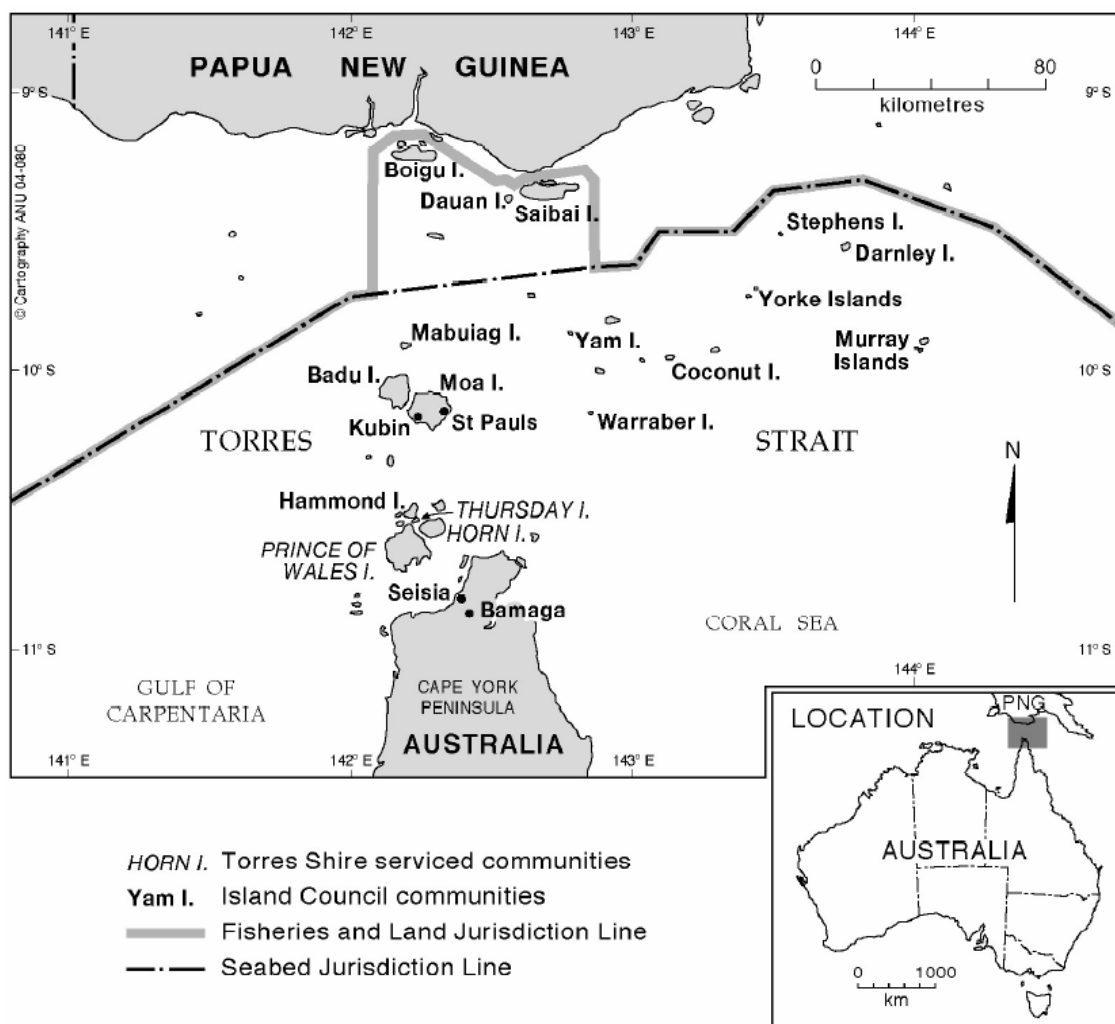 141° E
142° E
143° E
144° E
PAPUA NEW GUINEA
0 80
kilometres
9° S
9° S
© Cartography ANU 04-080
Boigu I.
Dauan I.
Saibai I.
Stephens I.
Darnley I.
Yorke Islands
Mabuiag I.
Yam I.
Murray
Islands
10° S
10° S
Badu I.
Moa I.
Coconut I.
Kubin
St Pauls
Warraber I.
TORRES
STRAIT
N
Hammond I.
THURSDAY I.
HORN I.
PRINCE OF
WALES I.
Seisia
Bamaga
CORAL SEA
11° S
11° S
GULF OF
CARPENTARIA
CAPE YORK
PENINSULA
AUSTRALIA
141° E
142° E
143° E
144° E
LOCATION
PNG
AUSTRALIA
0 1000
km
HORN I. Torres Shire serviced communities
Yam I. Island Council communities
Fisheries and Land Jurisdiction Line
Seabed Jurisdiction Line